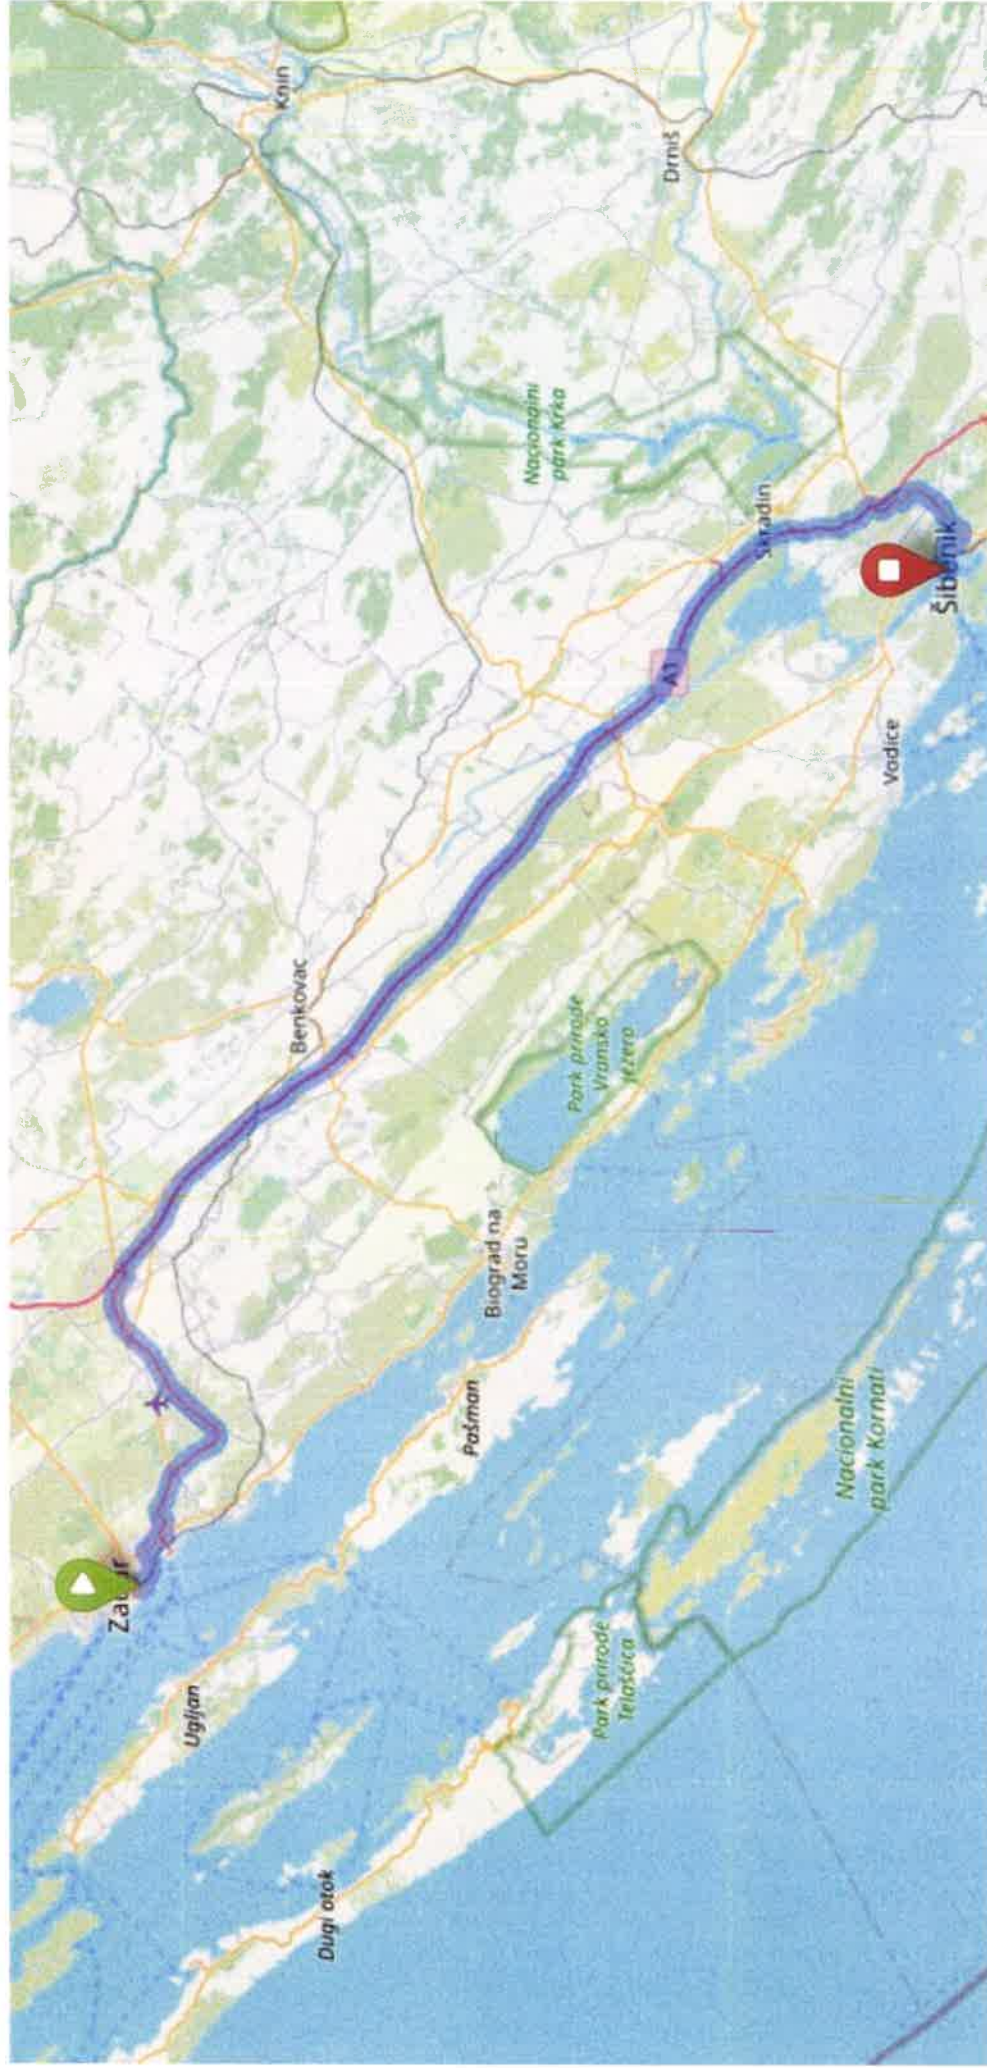 Zadar
Ugljan
Knin
Benkovac
Dugi otok
Pašman
Biograd na
Moru
Nacionalni
park Krka
Park prirode
Vransko
jezero
Park prirode
Telašćica
A1
Drniš
Skradin
Nacionalni
park Kornati
Vodice
Šibenik